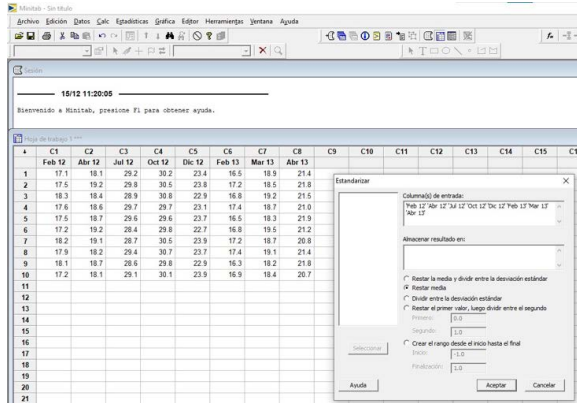 Minitab - Sin título
Archivo Edición Datos Calc Estadísticas Gráfica Editor Herramientas Ventana Ayuda
Sesión
15/12 11:20:05
Bienvenido a Minitab, presione F1 para obtener ayuda.
Hoja de trabajo 1 ***
C1 C2 C3 C4 C5 C6 C7 C8 C9 C10 C11 C12 C13 C14 C15
Feb 12 Abr 12 Jul 12 Oct 12 Dic 12 Feb 13 Mar 13 Abr 13
1 17.1 18.1 29.2 30.2 23.4 16.5 18.9 21.4
2 17.5 19.2 29.8 30.5 23.8 17.2 18.5 21.8
3 18.3 18.4 28.9 30.8 22.9 16.8 19.2 21.5
4 17.6 18.6 29.7 29.7 23.1 17.4 18.7 21.0
5 17.5 18.7 29.6 29.6 23.7 16.5 18.3 21.9
6 17.2 19.2 28.4 29.8 22.7 16.8 19.5 21.2
7 18.2 19.1 28.7 30.5 23.9 17.2 18.7 20.8
8 17.9 18.2 29.4 30.9 23.7 17.4 19.1 21.4
9 18.1 18.7 28.6 29.8 22.9 16.3 18.2 21.8
10 17.2 18.1 29.1 30.1 23.9 16.9 18.4 20.7
11
12
13
14
15
16
17
18
19
20
21
Estandarizar
Columna(s) de entrada:
'Feb 12' 'Abr 12' 'Jul 12' 'Oct 12' 'Dic 12' 'Feb 13' 'Mar 13'
'Abr 13'
Almacenar resultado en:
Restar la media y dividir entre la desviación estándar
Restar media
Dividir entre la desviación estándar
Restar el primer valor, luego dividir entre el segundo
Primero: 0.0
Segundo: 1.0
Crear el rango desde el inicio hasta el final
Inicio: -1.0
Finalización: 1.0
Seleccionar
Ayuda Aceptar Cancelar